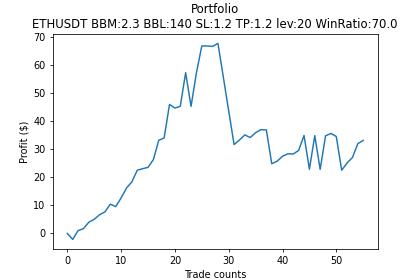 Portfolio
ETHUSDT BBM:2.3 BBL:140 SL:1.2 TP:1.2 lev:20 WinRatio:70.0
70
60
50
40
30
20
10
0
Profit ($)
0 10 20 30 40 50
Trade counts